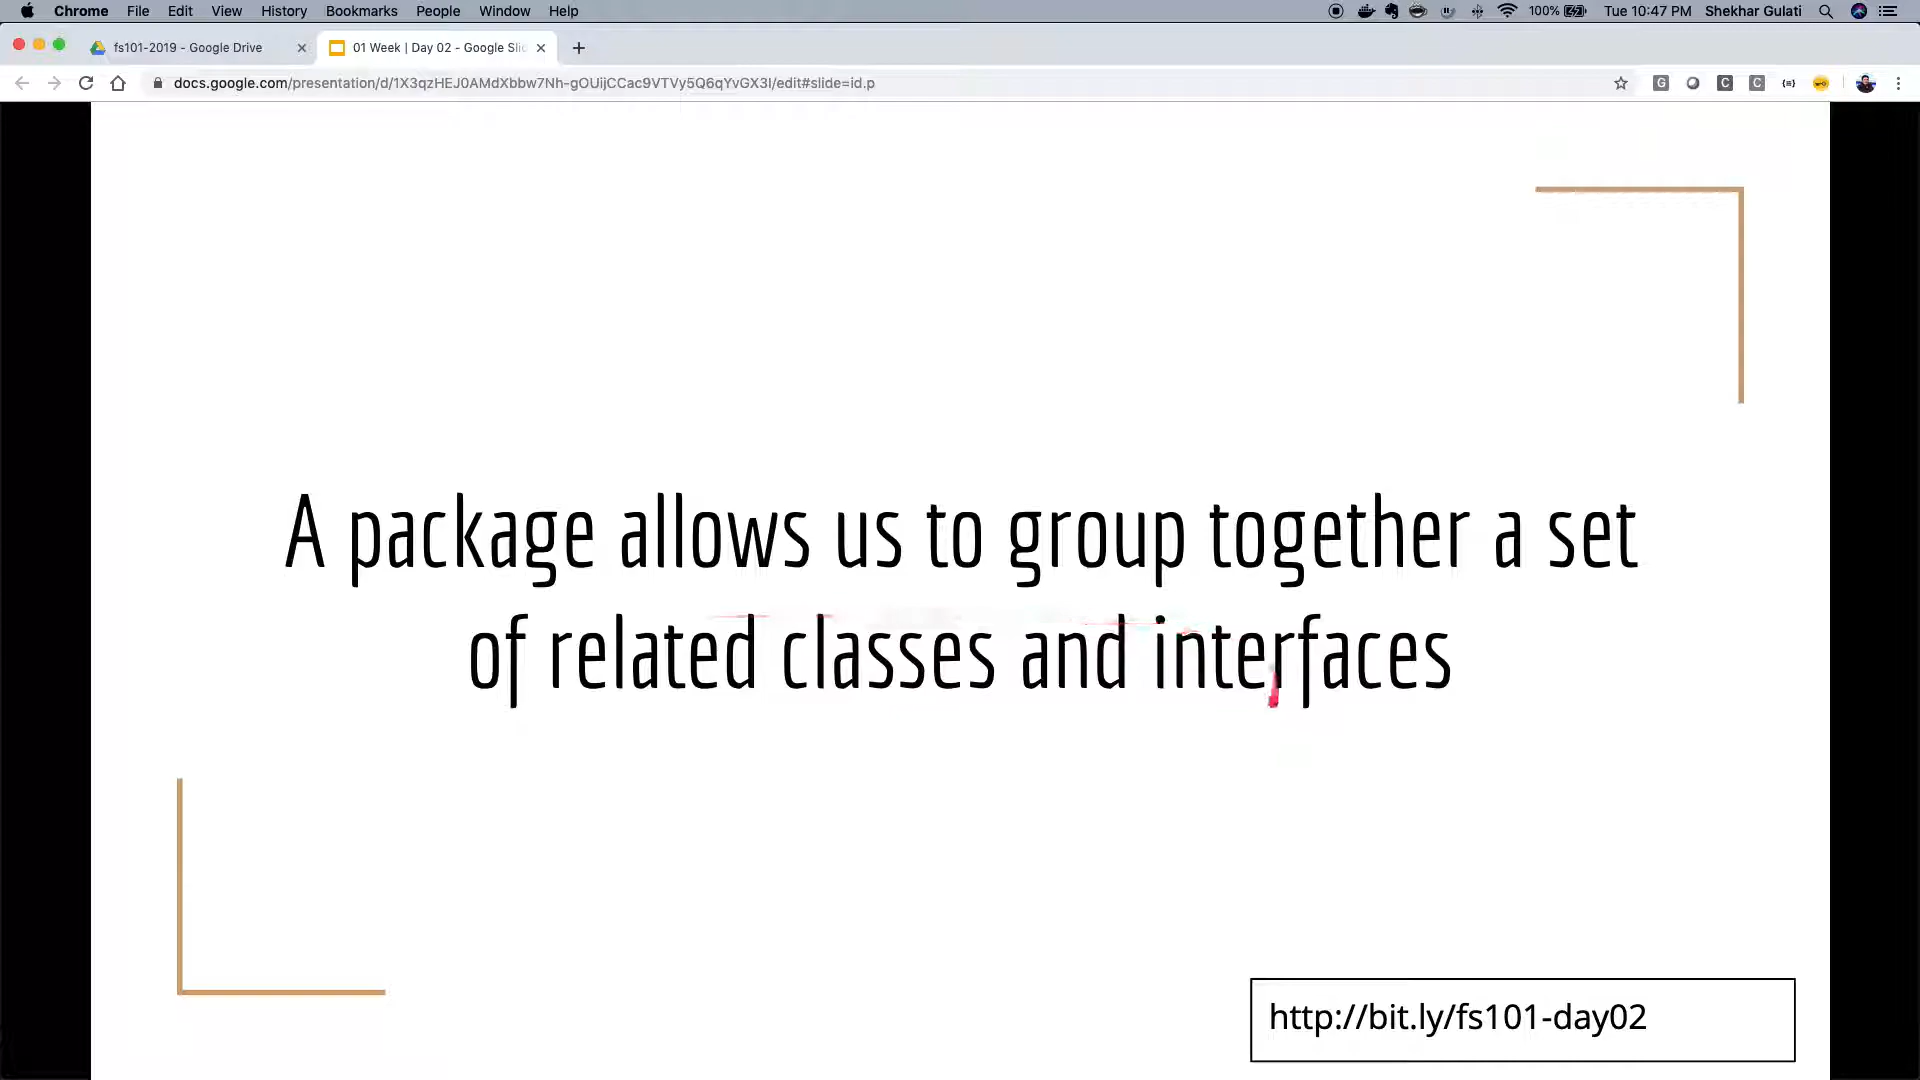 Chrome File Edit View History Bookmarks People Window Help 100% Tue 10:47 PM Shekhar Gulati
fs101-2019 - Google Drive 01 Week | Day 02 - Google Slid
docs.google.com/presentation/d/1X3qzHEJ0AMdXbbw7Nh-gOUijCCac9VTVy5Q6qYvGX3I/edit#slide=id.p
A package allows us to group together a set
of related classes and interfaces
http://bit.ly/fs101-day02